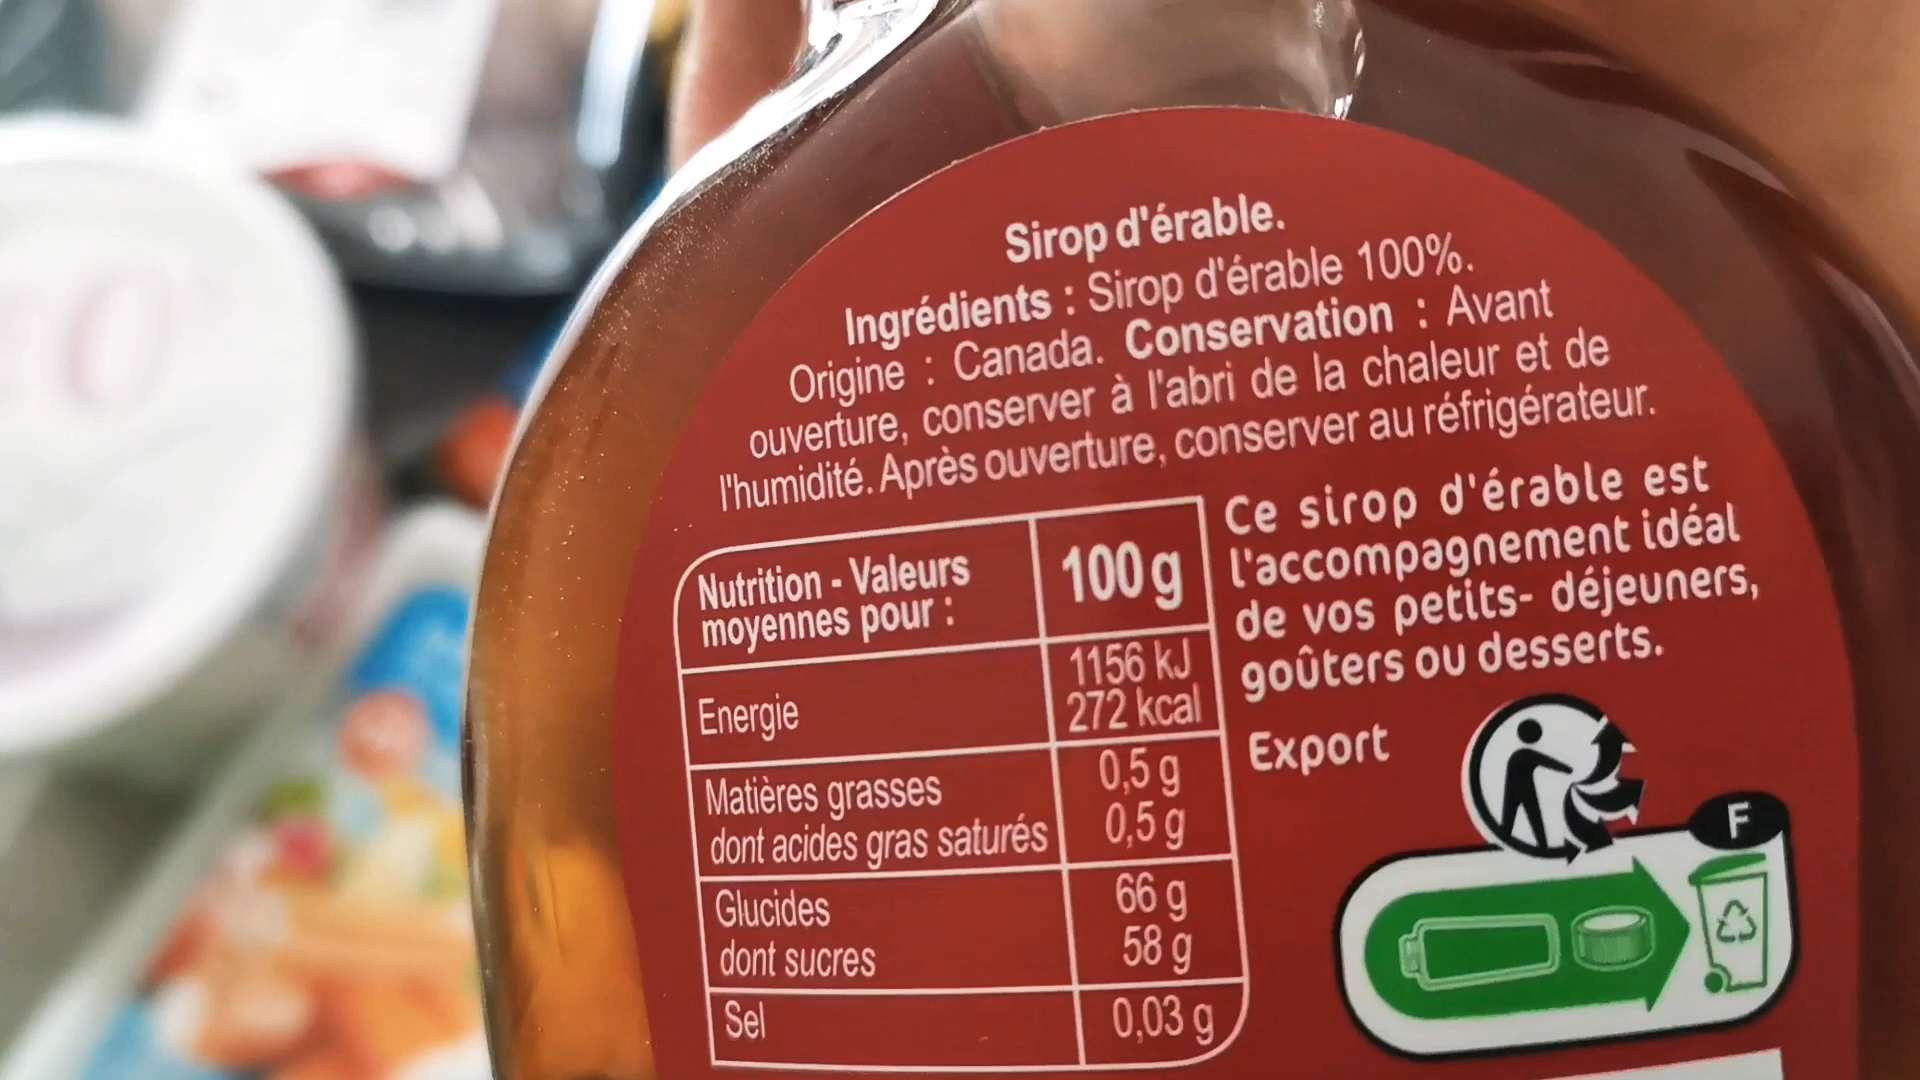 Sirop d'érable.
Ingrédients : Sirop d'érable 100%.
Origine : Canada. Conservation : Avant
ouverture, conserver à l'abri de la chaleur et de
l'humidité. Après ouverture, conserver au réfrigérateur.
Nutrition - Valeurs
moyennes pour :
100 g
Energie
1156 kJ
272 kcal
Matières grasses
0,5 g
dont acides gras saturés
0,5 g
Glucides
66 g
dont sucres
58 g
Sel
0,03 g
Ce sirop d'érable est
l'accompagnement idéal
de vos petits- déjeuners,
goûters ou desserts.
Export
F